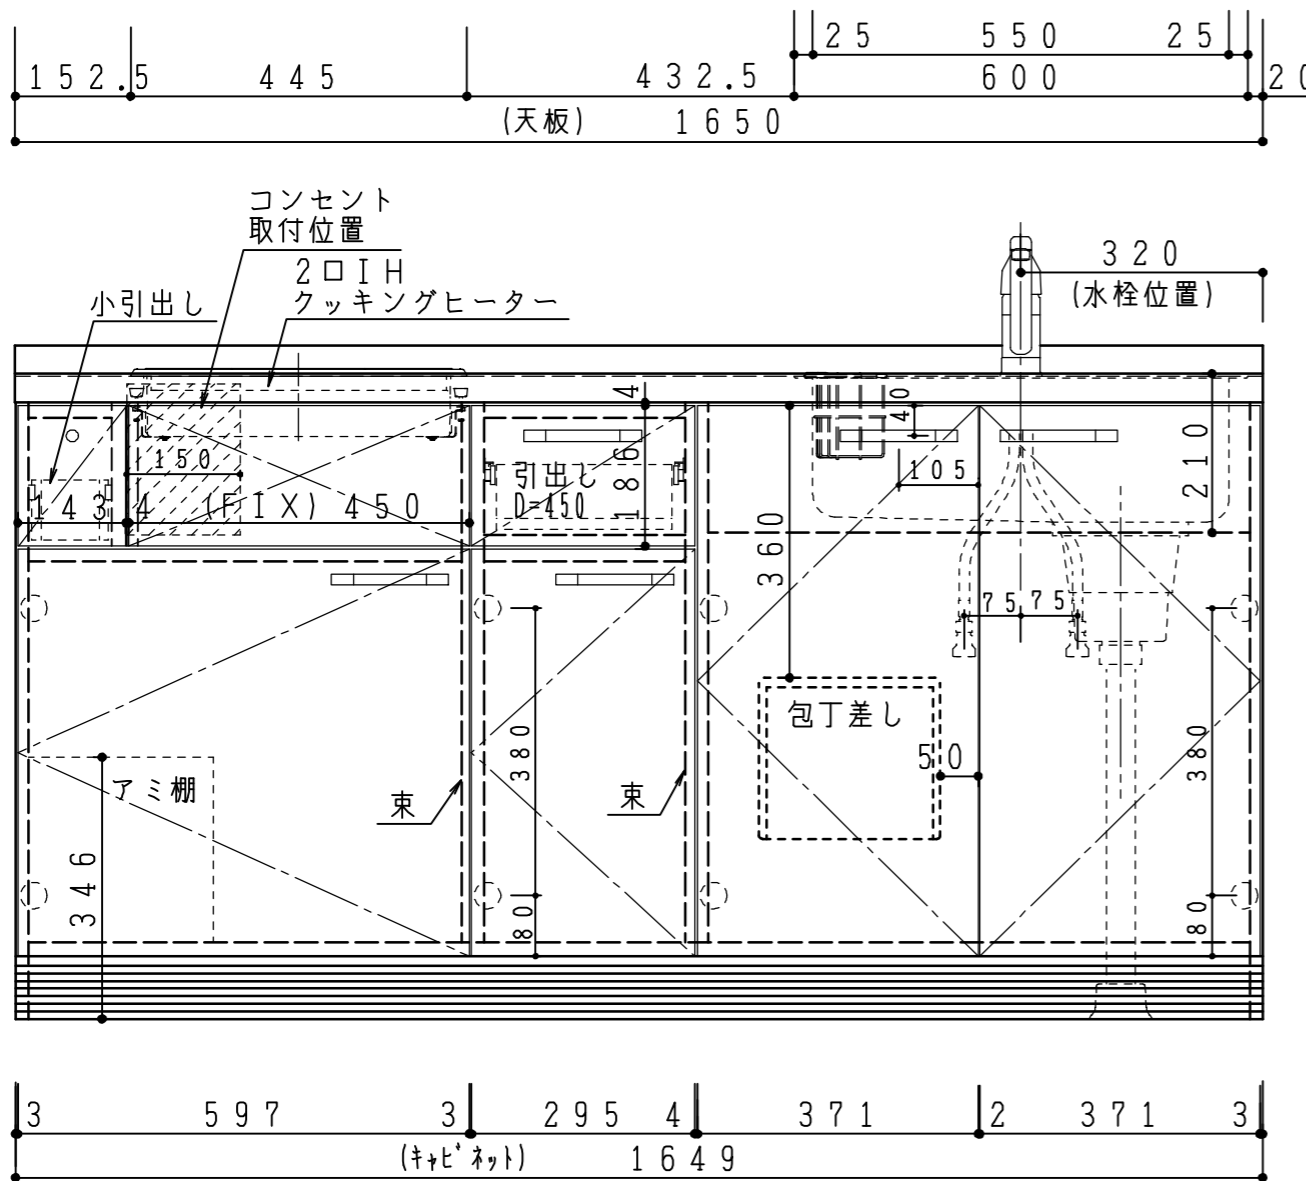 25 550 25
152.5 445 432.5 600 20
(天板) 1650
コンセント
取付位置
2口IH
クッキングヒーター
小引出し
320
(水栓位置)
4
40
150
引出し
D=450
186
105
210
143 4 (FIX) 450
360
75 75
包丁差し
50
380
380
アミ棚
束
束
346
80
80
3 597 3 295 4 371 2 371 3
(キャビネット) 1649